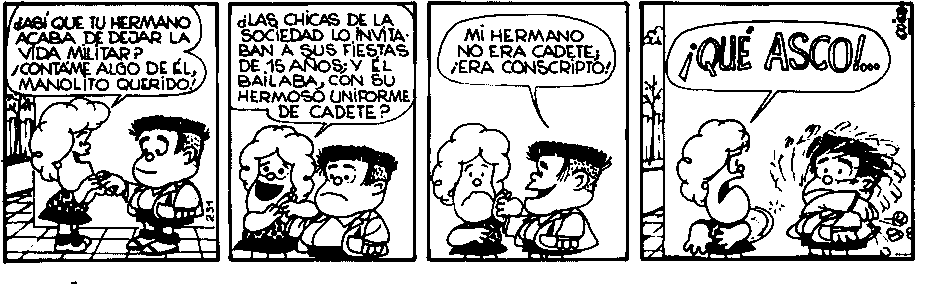 ¿ASÍ QUE TU HERMANO
ACABA DE DEJAR LA
VIDA MILITAR?
¡CONTAME ALGO DE ÉL,
MANOLITO QUERIDO!
234
¿LAS CHICAS DE LA
SOCIEDAD LO INVITA-
BAN A SUS FIESTAS
DE 15 AÑOS; Y ÉL
BAILABA, CON SU
HERMOSO UNIFORME
DE CADETE?
MI HERMANO
NO ERA CADETE;
¡ERA CONSCRIPTO!
¡QUÉ ASCO!...